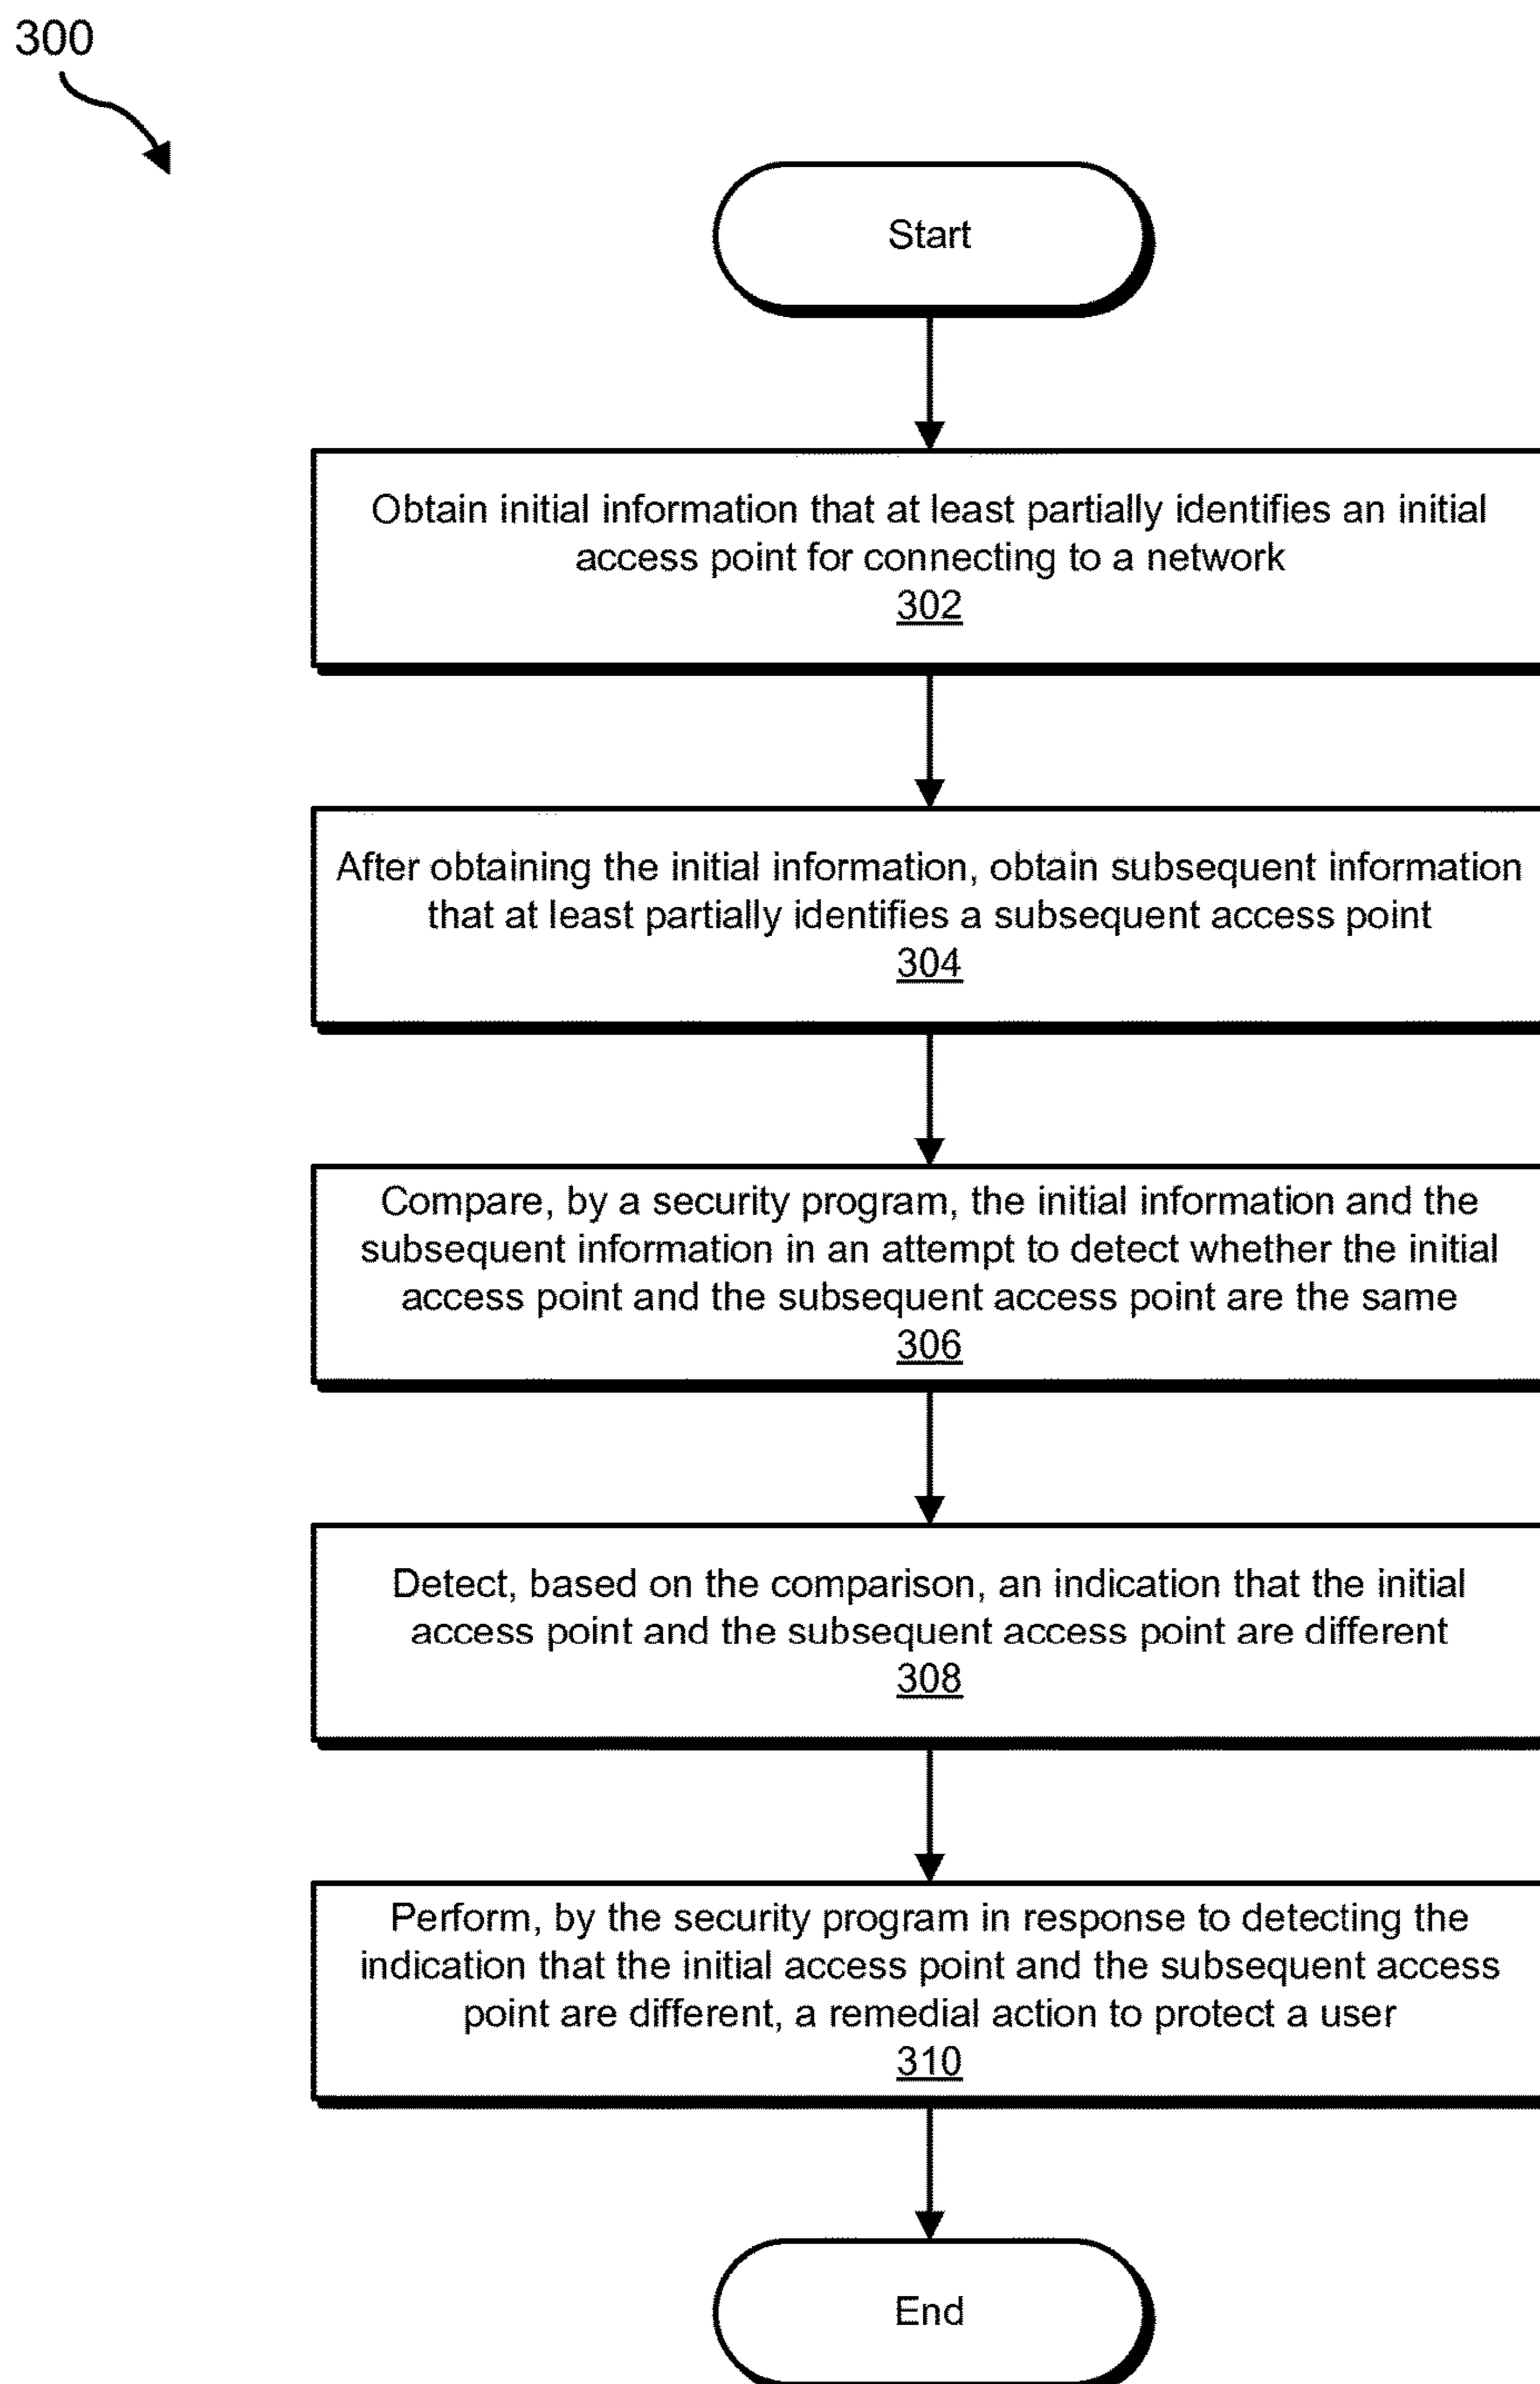 300
Start
Obtain initial information that at least partially identifies an initial
access point for connecting to a network
302
After obtaining the initial information, obtain subsequent information
that at least partially identifies a subsequent access point
304
Compare, by a security program, the initial information and the
subsequent information in an attempt to detect whether the initial
access point and the subsequent access point are the same
306
Detect, based on the comparison, an indication that the initial
access point and the subsequent access point are different
308
Perform, by the security program in response to detecting the
indication that the initial access point and the subsequent access
point are different, a remedial action to protect a user
310
End